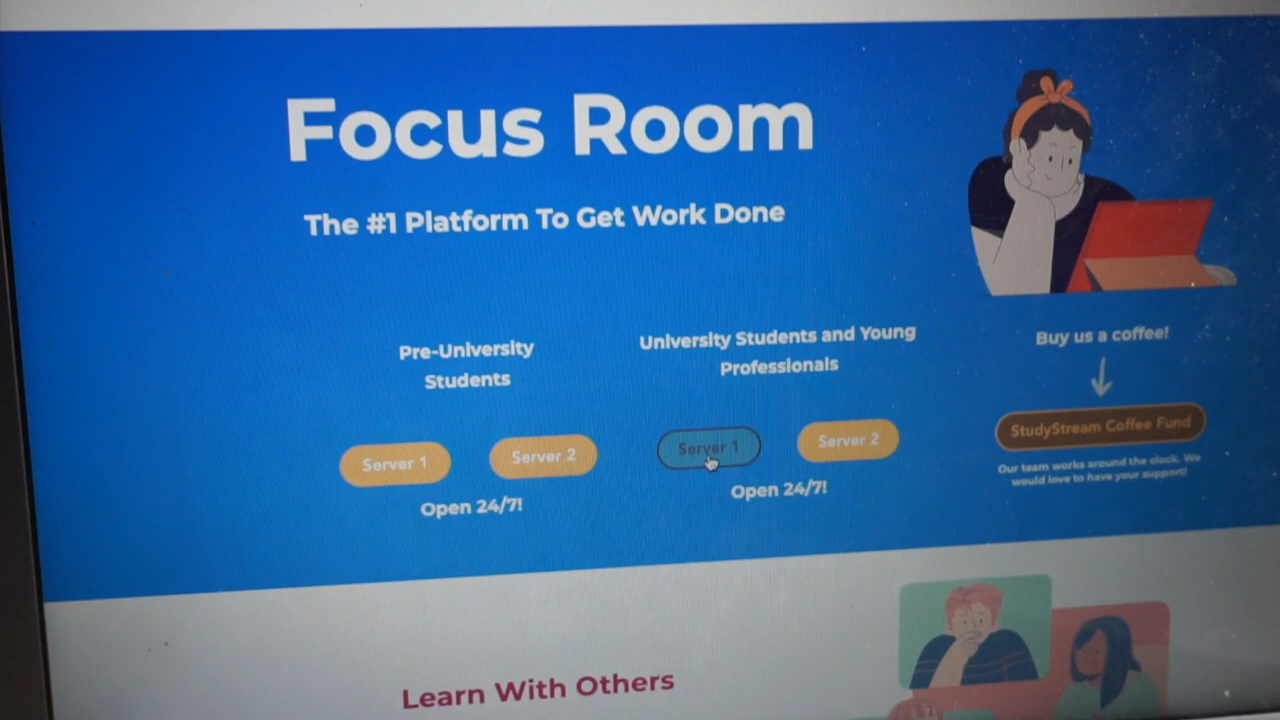 Focus Room
The #1 Platform To Get Work Done
Pre-University
Students
Server 1
Server 2
Open 24/7!
University Students and Young
Professionals
Server 1
Server 2
Open 24/7!
Buy us a coffee!
StudyStream Coffee Fund
Our team works around the clock. We
would love to have your support!
Learn With Others